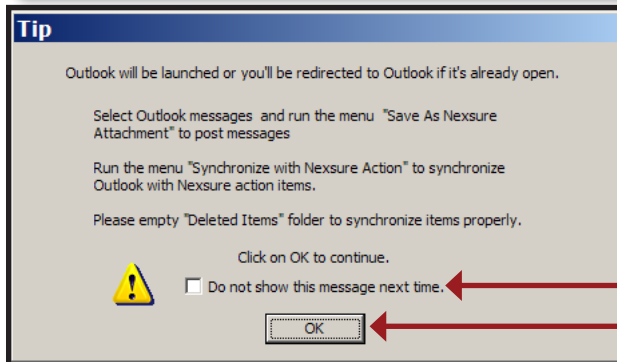 Tip
Outlook will be launched or you'll be redirected to Outlook if it's already open.
Select Outlook messages and run the menu "Save As Nexsure
Attachment" to post messages
Run the menu "Synchronize with Nexsure Action" to synchronize
Outlook with Nexsure action items.
Please empty "Deleted Items" folder to synchronize items properly.
Click on OK to continue.
Do not show this message next time.
OK